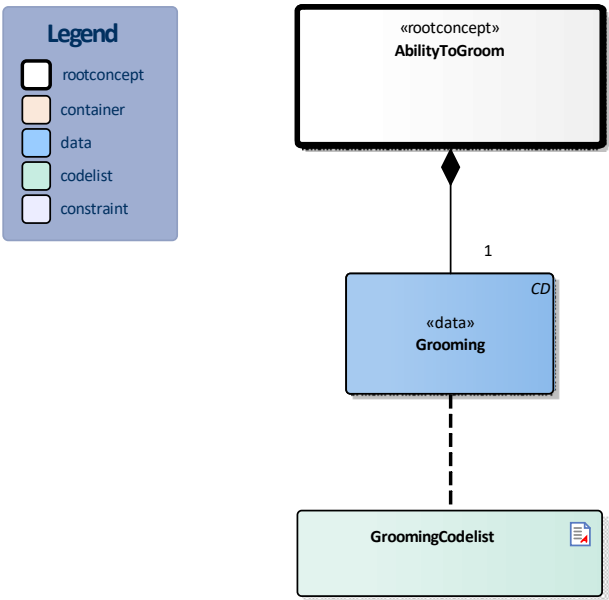 Legend
rootconcept
container
data
codelist
constraint
«rootconcept»
AbilityToGroom
1
CD
«data»
Grooming
GroomingCodelist